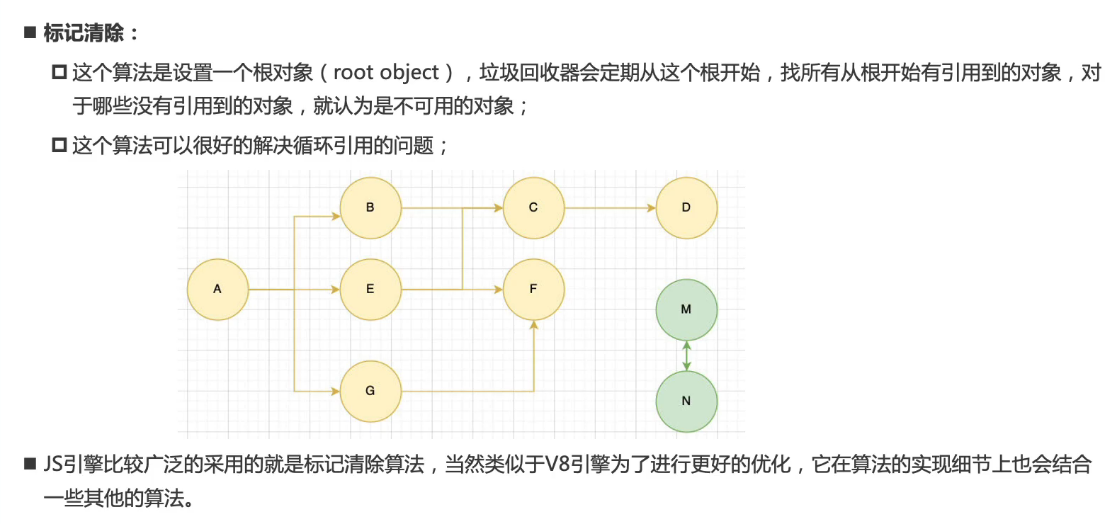 ■ 标记清除：
这个算法是设置一个根对象（root object），垃圾回收器会定期从这个根开始，找所有从根开始有引用到的对象，对
于哪些没有引用到的对象，就认为是不可用的对象；
这个算法可以很好的解决循环引用的问题；
B C D
A E F
M
G N
■ JS引擎比较广泛的采用的就是标记清除算法，当然类似于V8引擎为了进行更好的优化，它在算法的实现细节上也会结合
一些其他的算法。